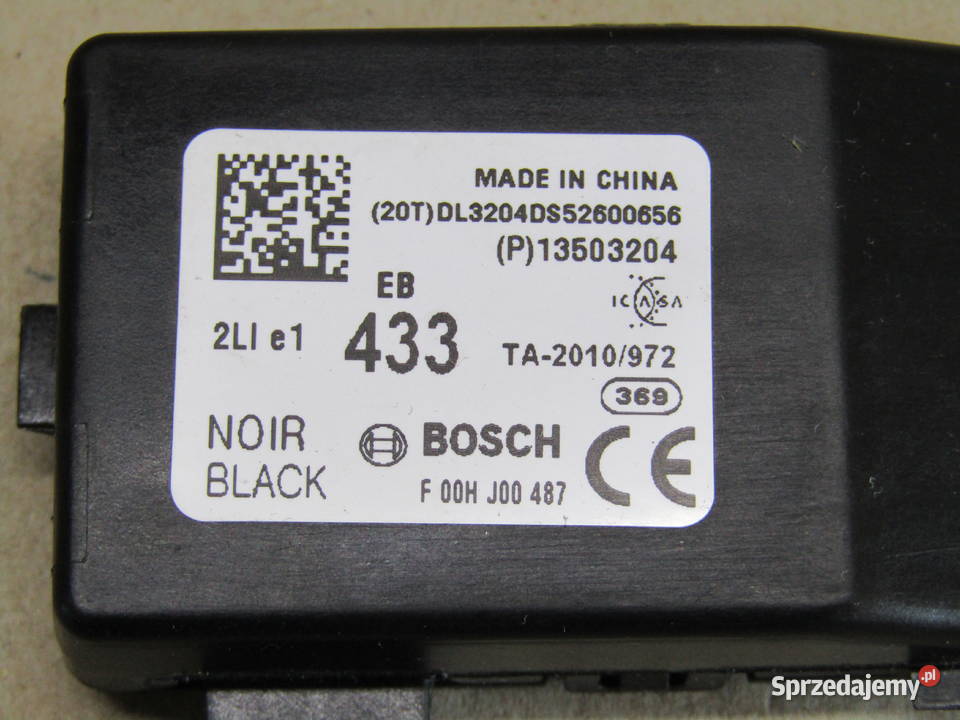 MADE IN CHINA
(20T)DL3204DS52600656
(P)13503204
EB
ICASA
2LI e1
433
TA-2010/972
369
NOIR
BLACK
BOSCH
F 00H J00 487
CE
Sprzedajemy.pl